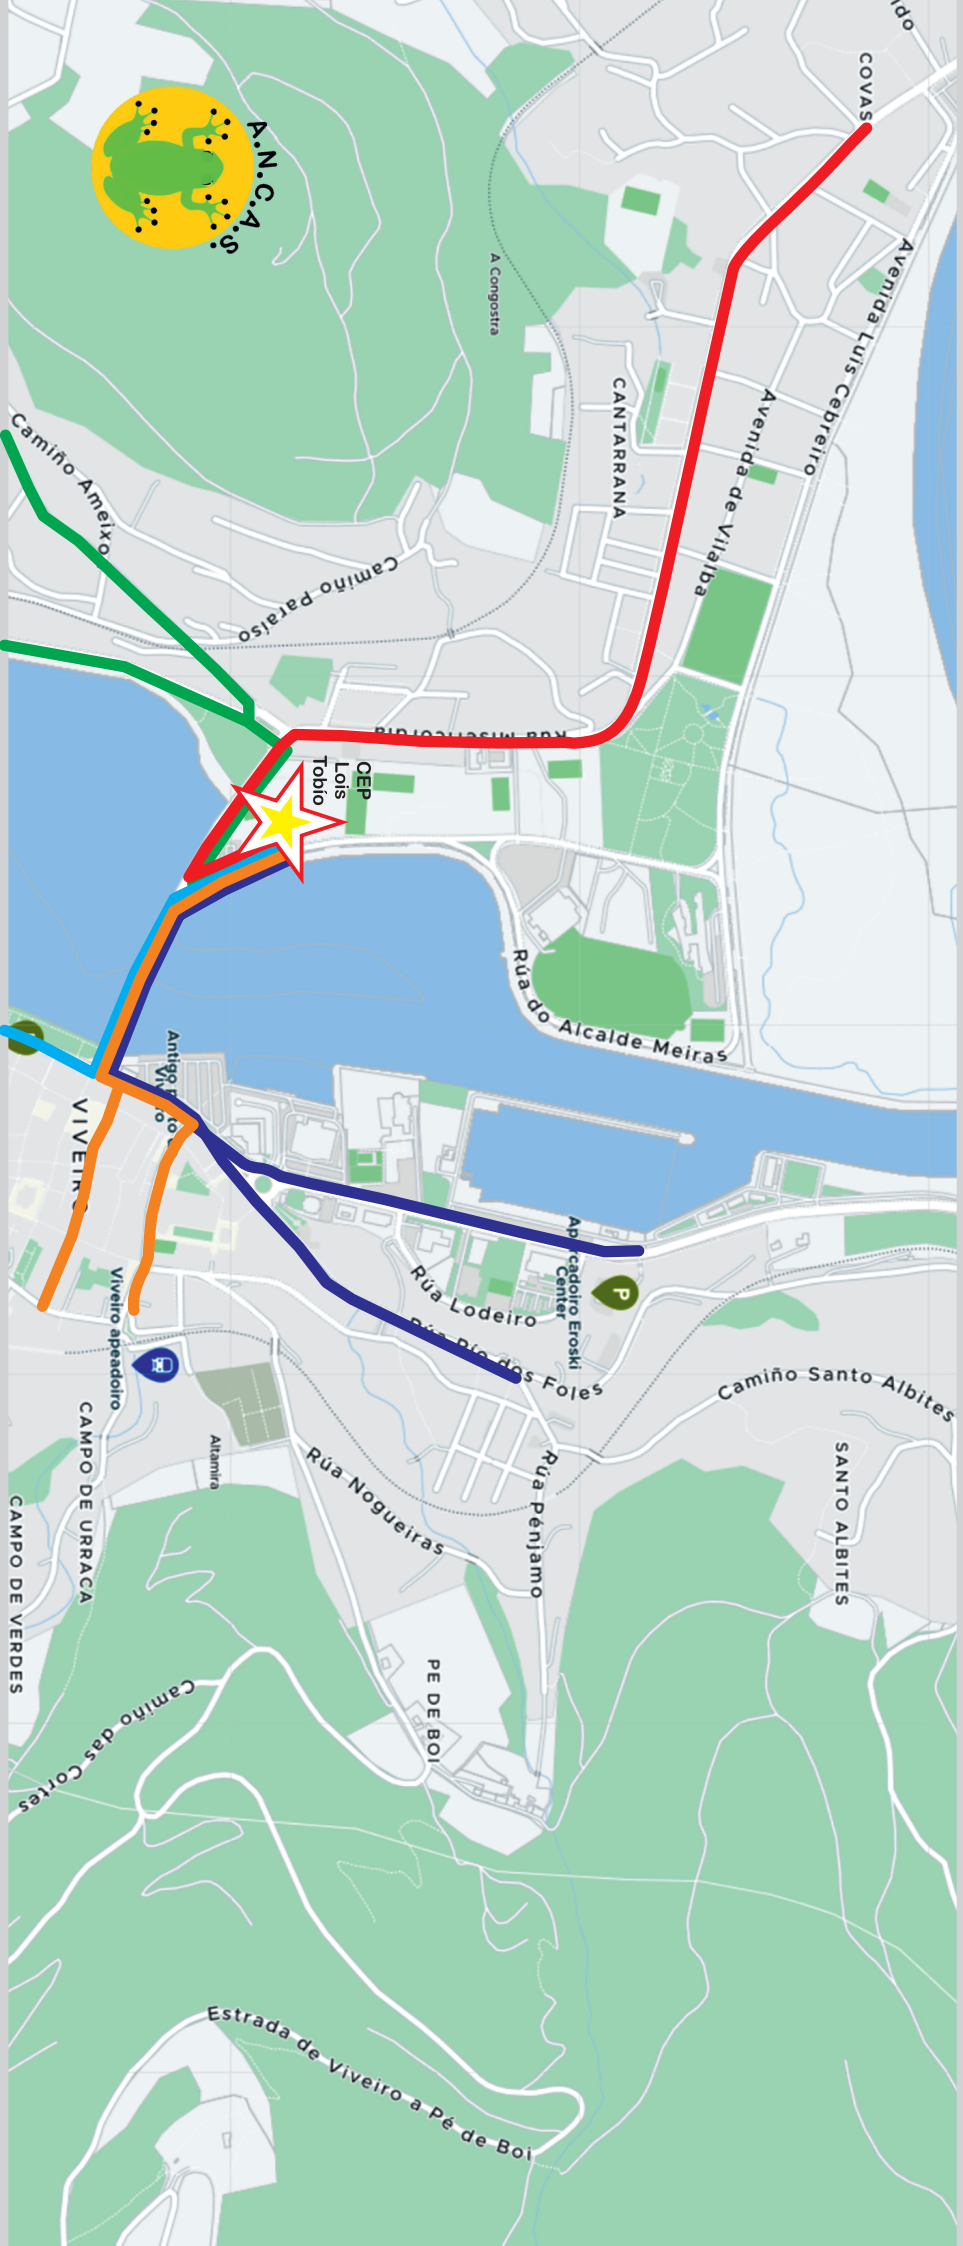 ido
COVAS
A.N.C.A.S.
Avenida Luis Cebreiro
A Congostra
CANTARRANA
Avenida de Vilalba
Camiño Ameixo
Camiño Paraíso
Rúa Misericordia
CEP
Lois
Tobío
Rúa do Alcalde Meiras
Antigo
Viveiro
VIVEIRO
Aparcadoiro Eroski
Center
P
Rúa Lodeiro
Rúa Río dos Foles
Viveiro apeadoiro
Camiño Santo Albites
CAMPO DE URRACA
Altamira
Rúa Nogueiras
Rúa Pénjamo
SANTO ALBITES
CAMPO DE VERDES
PE DE BOI
Camiño das Cortes
Estrada de Viveiro a Pé de Boi